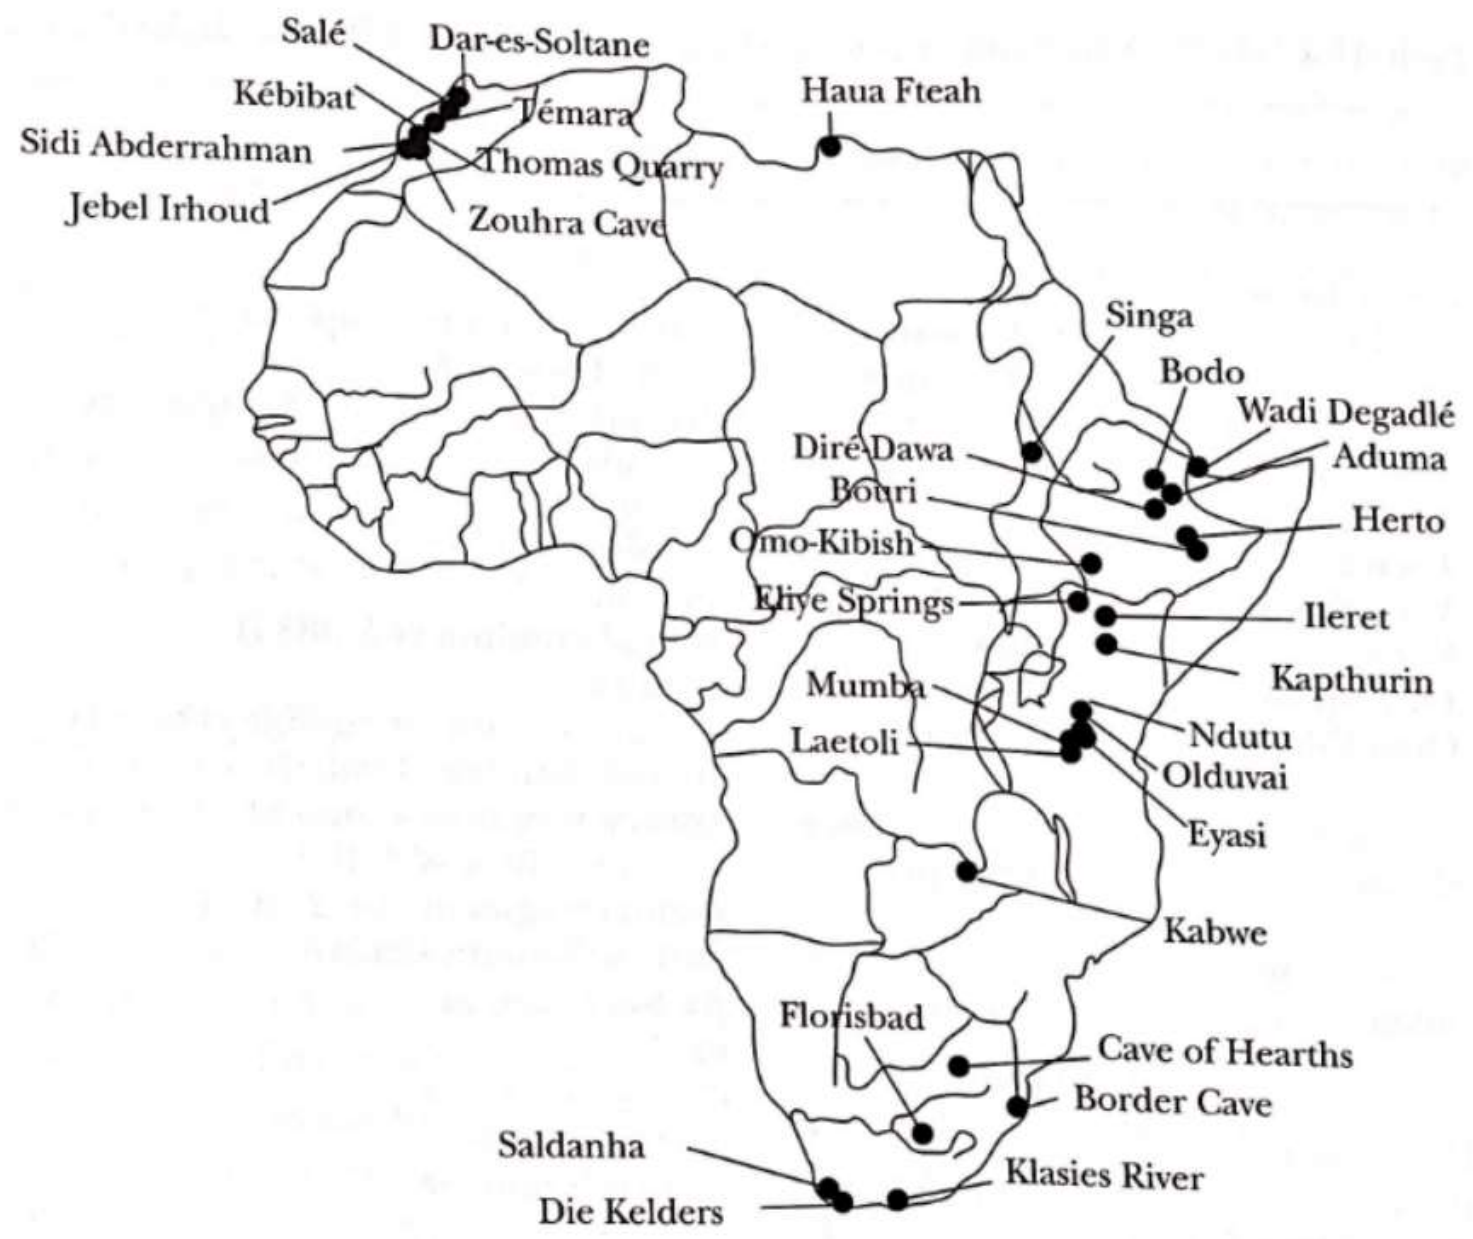 Salé
Dar-es-Soltane
Kébibat
Témara
Haua Fteah
Sidi Abderrahman
Thomas Quarry
Jebel Irhoud
Zouhra Cave
Singa
Bodo
Wadi Degadlé
Diré-Dawa
Aduma
Bouri
Herto
Omo-Kibish
Eliye Springs
Ileret
Kapthurin
Mumba
Laetoli
Ndutu
Olduvai
Eyasi
Kabwe
Florisbad
Cave of Hearths
Border Cave
Saldanha
Klasies River
Die Kelders